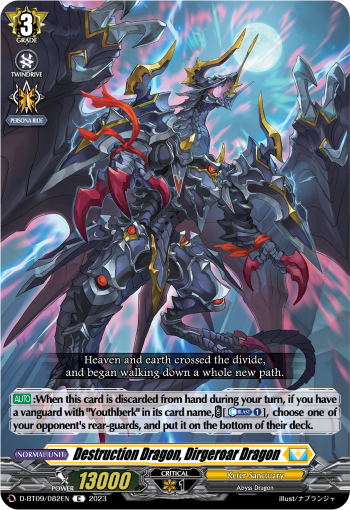 3
GRADE
TWINDRIVE
PERSONA RIDE
Heaven and earth crossed the divide,
and began walking down a whole new path.
AUTO:When this card is discarded from hand during your turn, if you have
a vanguard with "Youthberk" in its card name, [C BLAST 1], choose one of
your opponent's rear-guards, and put it on the bottom of their deck.
NORMAL UNIT
Destruction Dragon, Dirgeroar Dragon
POWER 13000
CRITICAL
1
Keter Sanctuary
Abyss Dragon
D-BT09/082EN C 2023
illust/ナブランジャ